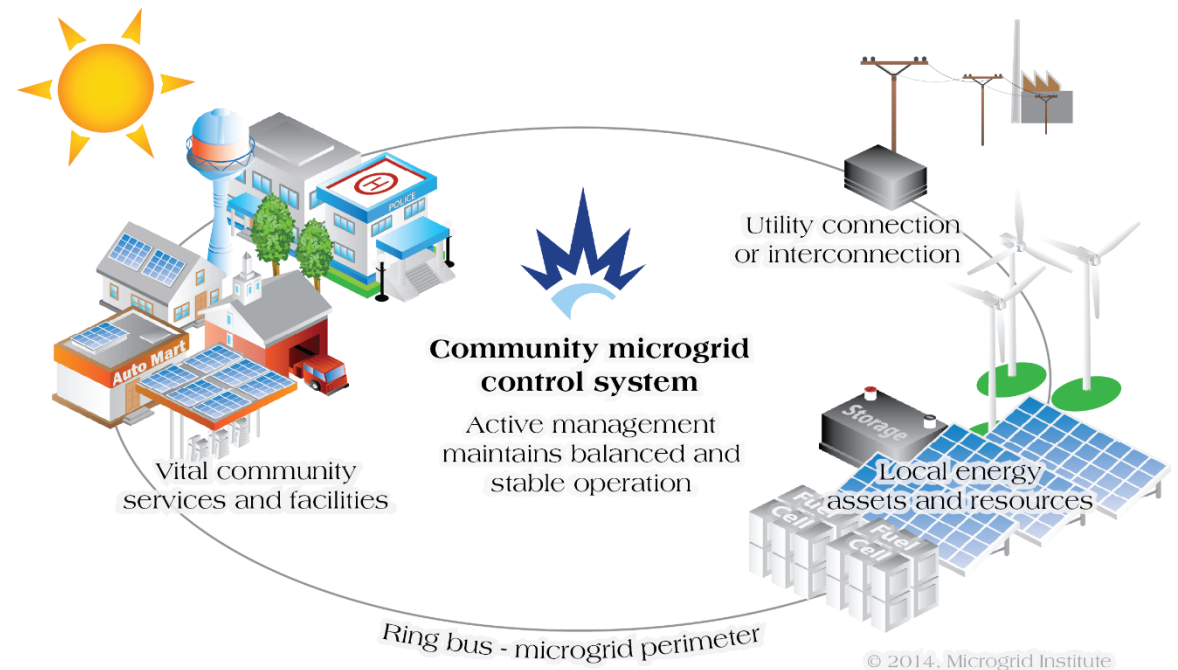 H
POLICE
Auto Mart
Vital community
services and facilities
Community microgrid
control system
Active management
maintains balanced and
stable operation
Utility connection
or interconnection
Storage
Local energy
assets and resources
Fuel
Cell
Fuel
Cell
Ring bus - microgrid perimeter
© 2014, Microgrid Institute